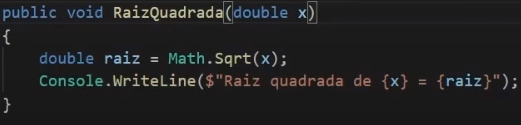 public void RaizQuadrada(double x)
{
    double raiz = Math.Sqrt(x);
    Console.WriteLine($"Raiz quadrada de {x} = {raiz}");
}